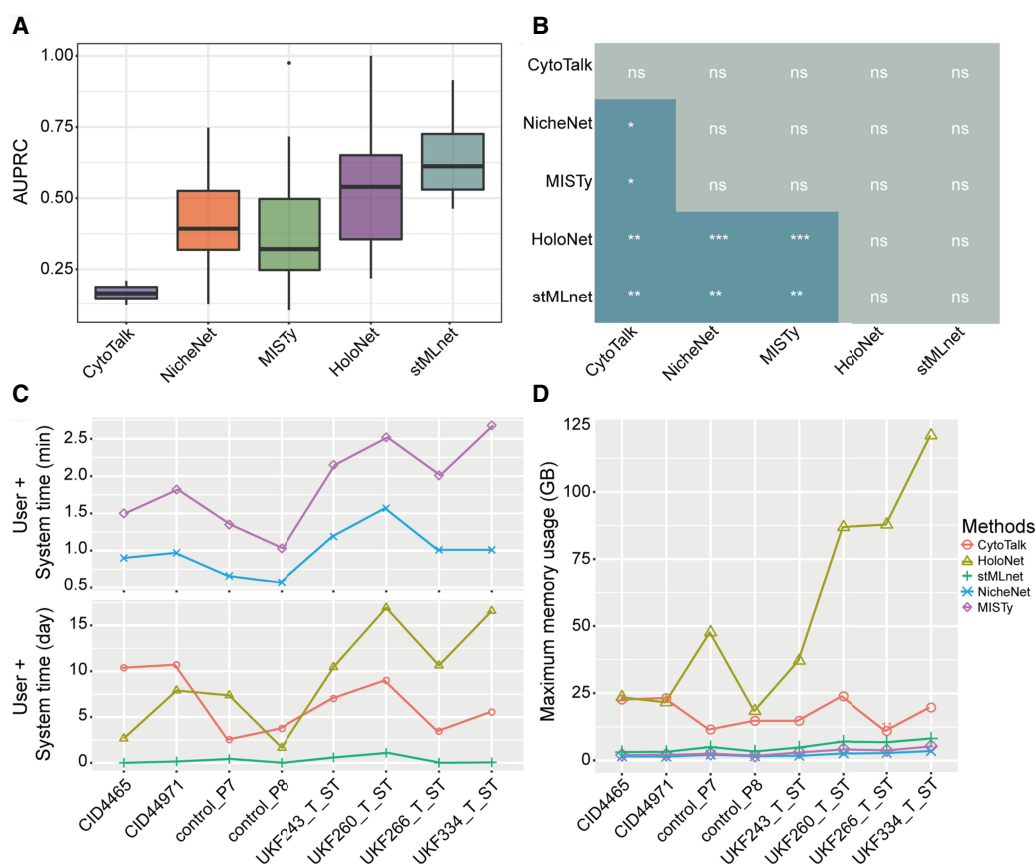 A
1.00
0.75
0.50
0.25
AUPRC
CytoTalk
NicheNet
MISTy
HoloNet
stMLnet
B
CytoTalk ns ns ns ns ns
NicheNet * ns ns ns ns
MISTy * ns ns ns ns
HoloNet ** *** *** ns ns
stMLnet ** ** ** ns ns
CytoTalk
NicheNet
MISTy
HoloNet
stMLnet
C
User +
System time (min)
2.5
2.0
1.5
1.0
0.5
User +
System time (day)
15
10
5
0
CID4465
CID44971
control_P7
control_P8
UKF243_T_ST
UKF260_T_ST
UKF266_T_ST
UKF334_T_ST
D
Maximum memory usage (GB)
125
100
75
50
25
0
CID4465
CID44971
control_P7
control_P8
UKF243_T_ST
UKF260_T_ST
UKF266_T_ST
UKF334_T_ST
Methods
CytoTalk
HoloNet
stMLnet
NicheNet
MISTy